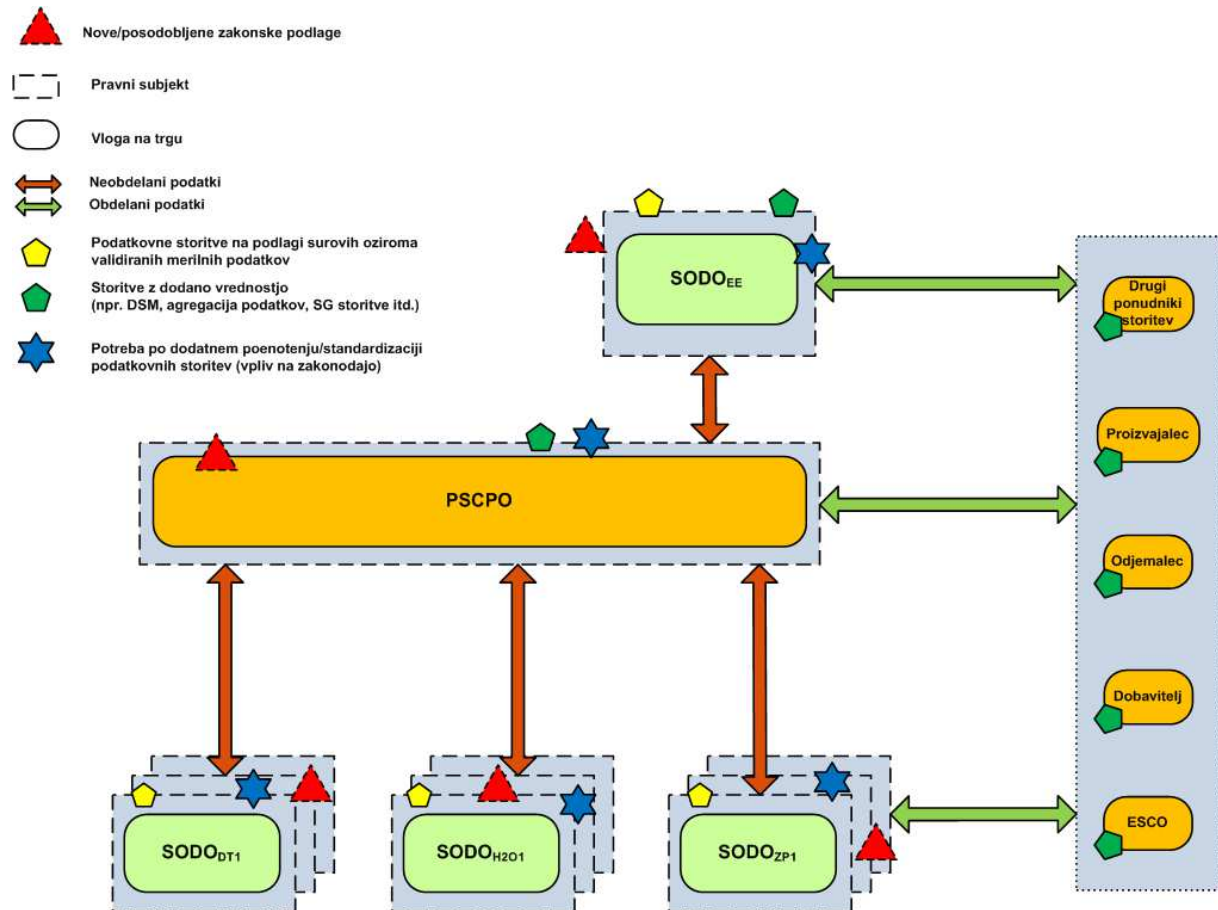 Nove/posodobljene zakonske podlage
Pravni subjekt
Vloga na trgu
Neobdelani podatki
Obdelani podatki
Podatkovne storitve na podlagi surovih oziroma
validiranih merilnih podatkov
Storitve z dodano vrednostjo
(npr. DSM, agregacija podatkov, SG storitve itd.)
Potreba po dodatnem poenotenju/standardizaciji
podatkovnih storitev (vpliv na zakonodajo)
SODOEE
PSCPO
SODODT1
SODOH2O1
SODOZP1
Drugi
ponudniki
storitev
Proizvajalec
Odjemalec
Dobavitelj
ESCO